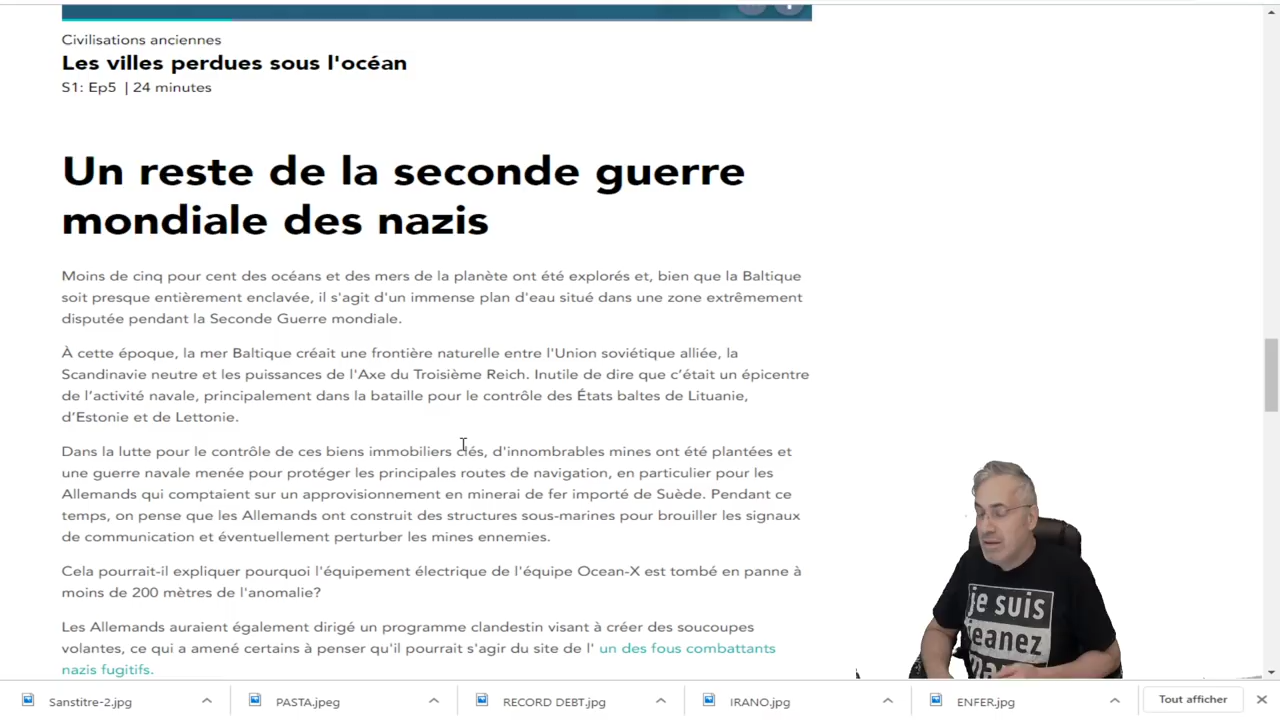 Civilisations anciennes
Les villes perdues sous l'océan
S1: Ep5 | 24 minutes
Un reste de la seconde guerre
mondiale des nazis
Moins de cinq pour cent des océans et des mers de la planète ont été explorés et, bien que la Baltique
soit presque entièrement enclavée, il s'agit d'un immense plan d'eau situé dans une zone extrêmement
disputée pendant la Seconde Guerre mondiale.
À cette époque, la mer Baltique créait une frontière naturelle entre l'Union soviétique alliée, la
Scandinavie neutre et les puissances de l'Axe du Troisième Reich. Inutile de dire que c’était un épicentre
de l’activité navale, principalement dans la bataille pour le contrôle des États baltes de Lituanie,
d’Estonie et de Lettonie.
Dans la lutte pour le contrôle de ces biens immobiliers clés, d'innombrables mines ont été plantées et
une guerre navale menée pour protéger les principales routes de navigation, en particulier pour les
Allemands qui comptaient sur un approvisionnement en minerai de fer importé de Suède. Pendant ce
temps, on pense que les Allemands ont construit des structures sous-marines pour brouiller les signaux
de communication et éventuellement perturber les mines ennemies.
Cela pourrait-il expliquer pourquoi l'équipement électrique de l'équipe Ocean-X est tombé en panne à
moins de 200 mètres de l'anomalie?
Les Allemands auraient également dirigé un programme clandestin visant à créer des soucoupes
volantes, ce qui a amené certains à penser qu'il pourrait s'agir du site de l' un des fous combattants
nazis fugitifs.
je suis
eanez
Sanstitre-2.jpg
PASTA.jpeg
RECORD DEBT.jpg
IRANO.jpg
ENFER.jpg
Tout afficher